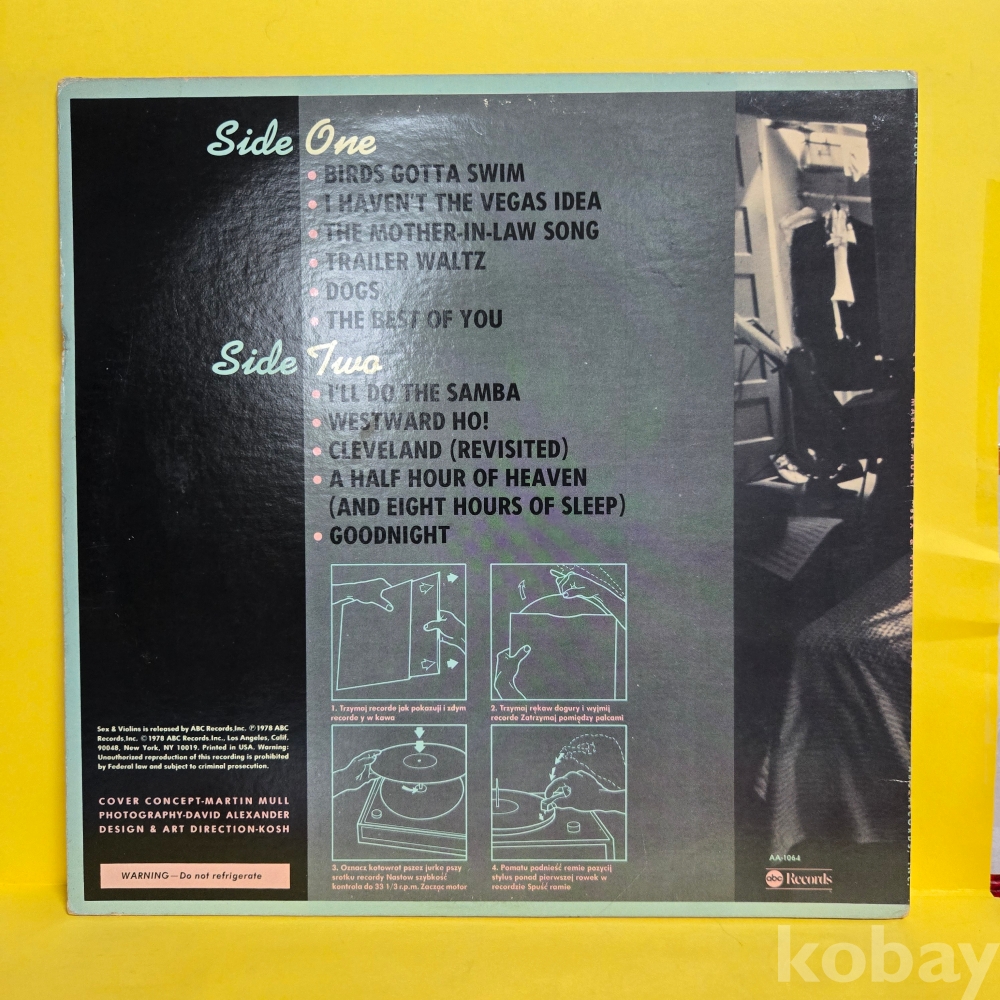 Side One
BIRDS GOTTA SWIM
I HAVEN'T THE VEGAS IDEA
THE MOTHER-IN-LAW SONG
TRAILER WALTZ
DOGS
THE BEST OF YOU
Side Two
I'LL DO THE SAMBA
WESTWARD HO!
CLEVELAND (REVISITED)
A HALF HOUR OF HEAVEN
(AND EIGHT HOURS OF SLEEP)
GOODNIGHT
1. Trzymaj recorde jak pokazuji i zdym
recorde y w kawa
2. Trzymaj rękaw dogury i wyjmij
recorde Zatrzymaj pomiędzy palcami
Sex & Violins is released by ABC Records,Inc. ℗ 1978 ABC
Records,Inc. © 1978 ABC Records.Inc., Los Angeles, Calif.
90048, New York, NY 10019. Printed in USA. Warning:
Unauthorized reproduction of this recording is prohibited
by Federal law and subject to criminal prosecution.
COVER CONCEPT-MARTIN MULL
PHOTOGRAPHY-DAVID ALEXANDER
DESIGN & ART DIRECTION-KOSH
WARNING—Do not refrigerate
3. Oznacz kołowrot pszez jurke pszy
srotku recordy Nastów szybkość
kontrola do 33 1/3 r.p.m. Zacząc motor
4. Pomatu podnieść remie pozycij
stylus ponad pierwszej rowek w
recordzie Spuść ramie
AA-1064
abc Records
kobay